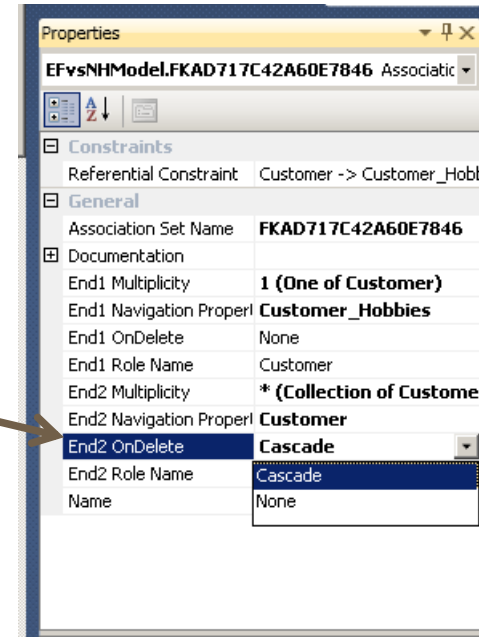 Properties
EFvsNHModel.FKAD717C42A60E7846 Associatic
A
Z
Constraints
Referential Constraint Customer -> Customer_Hobb
General
Association Set Name FKAD717C42A60E7846
Documentation
End1 Multiplicity 1 (One of Customer)
End1 Navigation Propert Customer_Hobbies
End1 OnDelete None
End1 Role Name Customer
End2 Multiplicity * (Collection of Custome
End2 Navigation Propert Customer
End2 OnDelete Cascade
End2 Role Name Cascade
Name None